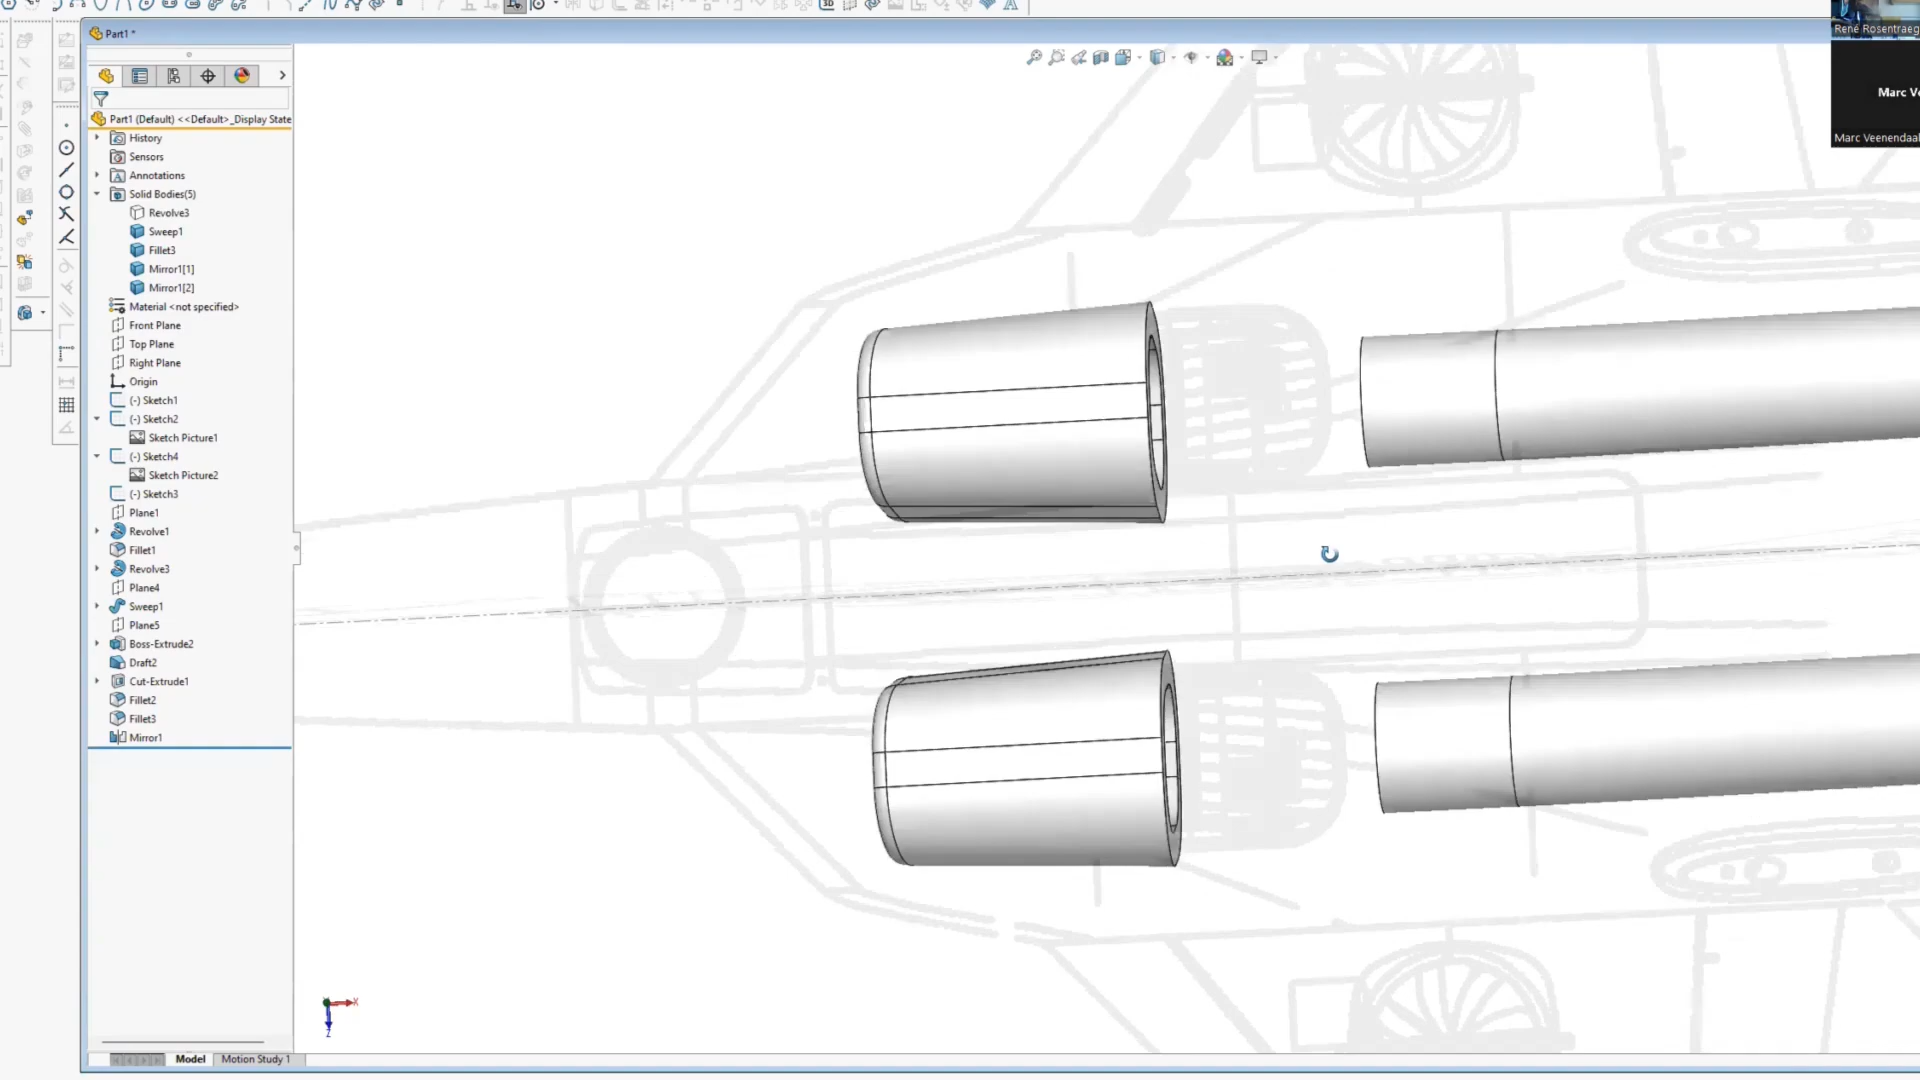 Part1 *
René Rosentraeg
Marc Ve
Marc Veenendaal
Part1 (Default) <<Default>_Display State
History
Sensors
Annotations
Solid Bodies(5)
Revolve3
Sweep1
Fillet3
Mirror1[1]
Mirror1[2]
Material <not specified>
Front Plane
Top Plane
Right Plane
Origin
(-) Sketch1
(-) Sketch2
Sketch Picture1
(-) Sketch4
Sketch Picture2
(-) Sketch3
Plane1
Revolve1
Fillet1
Revolve3
Plane4
Sweep1
Plane5
Boss-Extrude2
Draft2
Cut-Extrude1
Fillet2
Fillet3
Mirror1
X
Z
Model
Motion Study 1